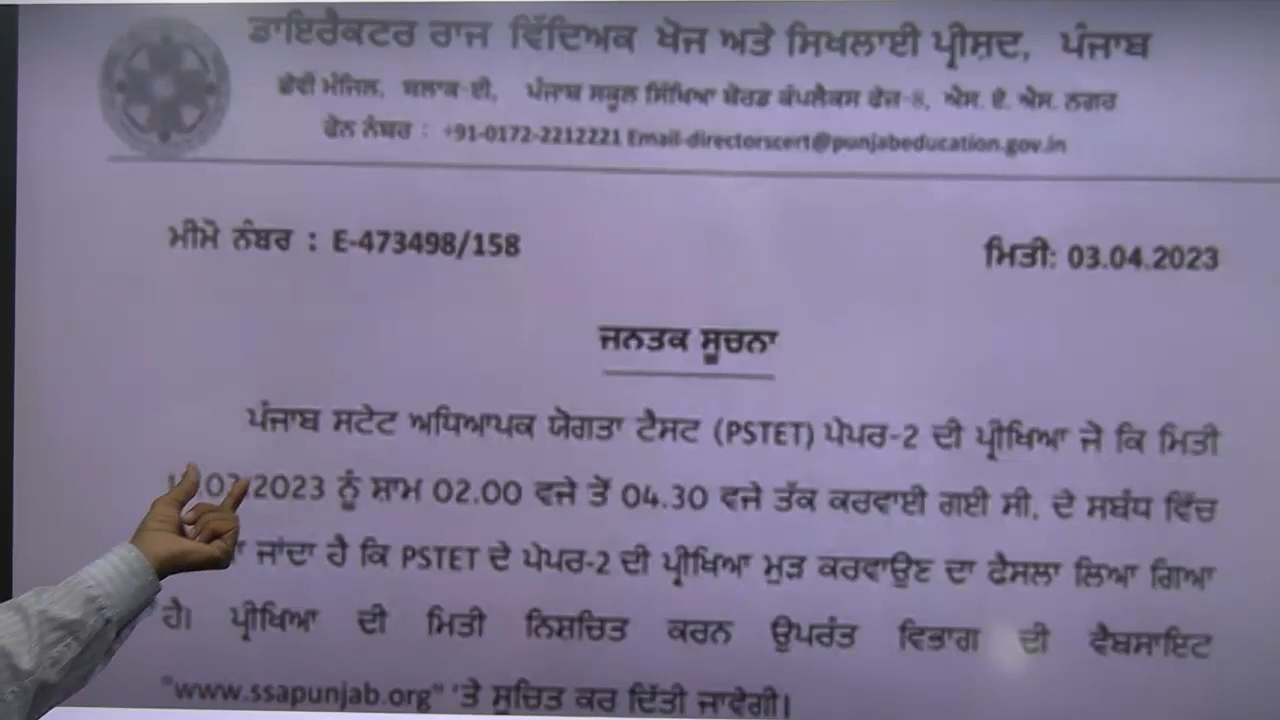 ਡਾਇਰੈਕਟਰ ਰਾਜ ਵਿੱਦਿਅਕ ਖੋਜ ਅਤੇ ਸਿਖਲਾਈ ਪ੍ਰੀਸ਼ਦ, ਪੰਜਾਬ
ਛੇਵੀ ਮੰਜਿਲ, ਬਲਾਕ-ਈ, ਪੰਜਾਬ ਸਕੂਲ ਸਿੱਖਿਆ ਬੋਰਡ ਕੰਪਲੈਕਸ ਫੇਜ਼-8, ਐਸ. ਏ. ਐਸ. ਨਗਰ
ਫੋਨ ਨੰਬਰ : +91-0172-2212221 Email-directorscert@punjabeducation.gov.in
ਮੀਮੋ ਨੰਬਰ : E-473498/158
ਮਿਤੀ: 03.04.2023
ਜਨਤਕ ਸੂਚਨਾ
ਪੰਜਾਬ ਸਟੇਟ ਅਧਿਆਪਕ ਯੋਗਤਾ ਟੈਸਟ (PSTET) ਪੇਪਰ-2 ਦੀ ਪ੍ਰੀਖਿਆ ਜੋ ਕਿ ਮਿਤੀ
2023 ਨੂੰ ਸ਼ਾਮ 02.00 ਵਜੇ ਤੋਂ 04.30 ਵਜੇ ਤੱਕ ਕਰਵਾਈ ਗਈ ਸੀ, ਦੇ ਸਬੰਧ ਵਿੱਚ
ਜਾਂਦਾ ਹੈ ਕਿ PSTET ਦੇ ਪੇਪਰ-2 ਦੀ ਪ੍ਰੀਖਿਆ ਮੁੜ ਕਰਵਾਉਣ ਦਾ ਫੈਸਲਾ ਲਿਆ ਗਿਆ
ਹੈ। ਪ੍ਰੀਖਿਆ ਦੀ ਮਿਤੀ ਨਿਸ਼ਚਿਤ ਕਰਨ ਉਪਰੰਤ ਵਿਭਾਗ ਦੀ ਵੈਬਸਾਇਟ
"www.ssapunjab.org" 'ਤੇ ਸੂਚਿਤ ਕਰ ਦਿੱਤੀ ਜਾਵੇਗੀ।